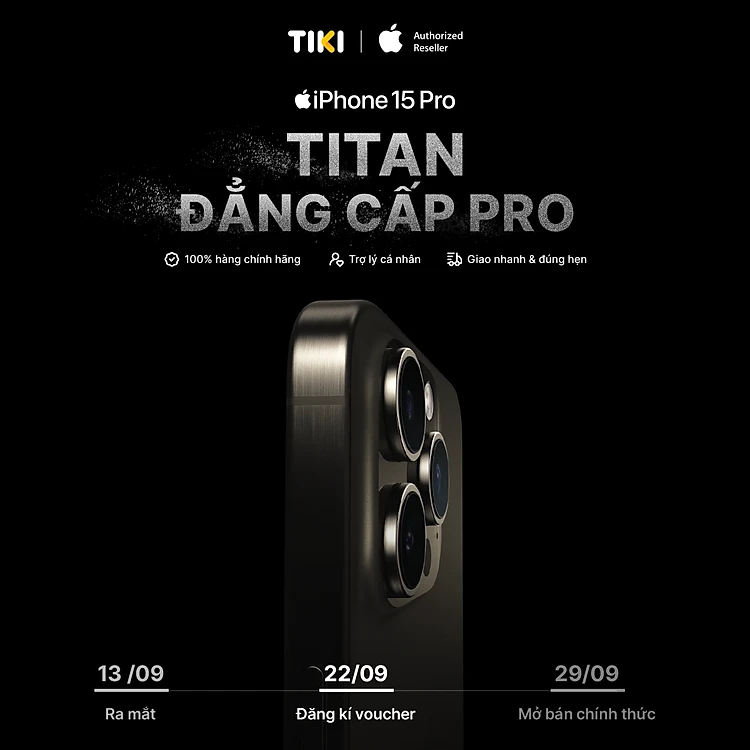 TIKI | Authorized
Reseller
iPhone 15 Pro
TITAN
ĐẲNG CẤP PRO
100% hàng chính hãng Trợ lý cá nhân Giao nhanh & đúng hẹn
13 /09 22/09 29/09
Ra mắt Đăng kí voucher Mở bán chính thức